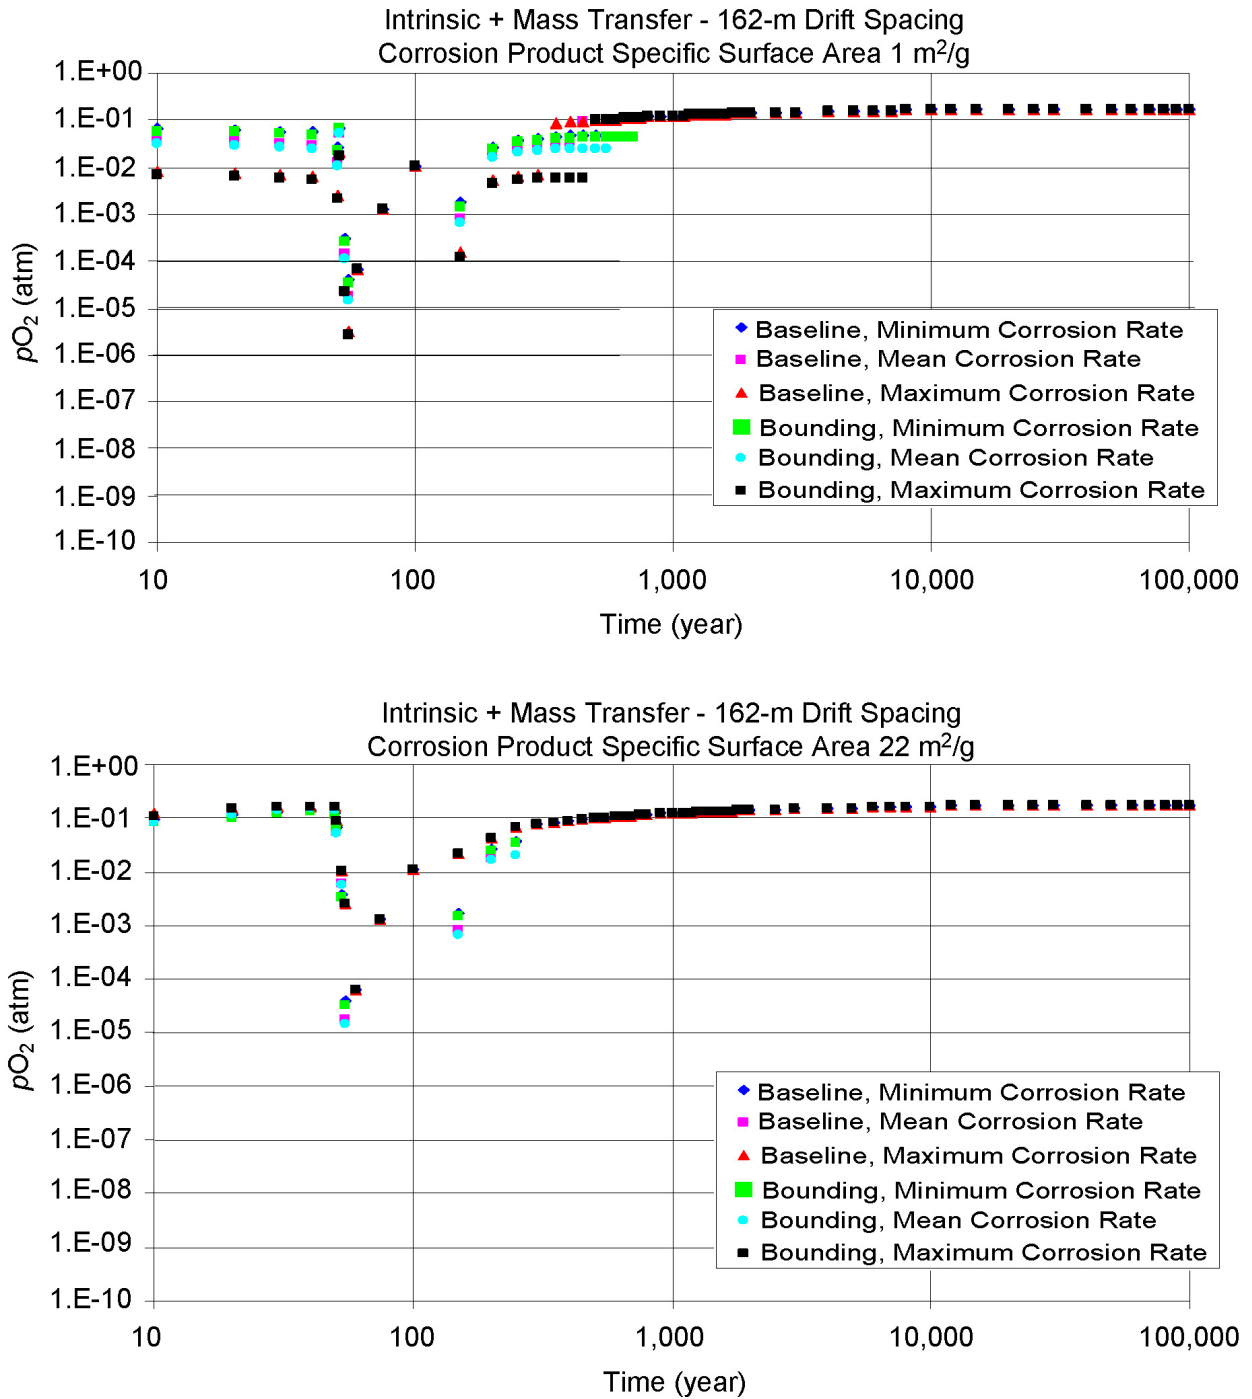 Intrinsic + Mass Transfer - 162-m Drift Spacing
Corrosion Product Specific Surface Area 1 m²/g
1.E+00
1.E-01
1.E-02
1.E-03
1.E-04
1.E-05
1.E-06
1.E-07
1.E-08
1.E-09
1.E-10
pO₂ (atm)
Baseline, Minimum Corrosion Rate
Baseline, Mean Corrosion Rate
Baseline, Maximum Corrosion Rate
Bounding, Minimum Corrosion Rate
Bounding, Mean Corrosion Rate
Bounding, Maximum Corrosion Rate
10 100 1,000 10,000 100,000
Time (year)
Intrinsic + Mass Transfer - 162-m Drift Spacing
Corrosion Product Specific Surface Area 22 m²/g
1.E+00
1.E-01
1.E-02
1.E-03
1.E-04
1.E-05
1.E-06
1.E-07
1.E-08
1.E-09
1.E-10
pO₂ (atm)
Baseline, Minimum Corrosion Rate
Baseline, Mean Corrosion Rate
Baseline, Maximum Corrosion Rate
Bounding, Minimum Corrosion Rate
Bounding, Mean Corrosion Rate
Bounding, Maximum Corrosion Rate
10 100 1,000 10,000 100,000
Time (year)